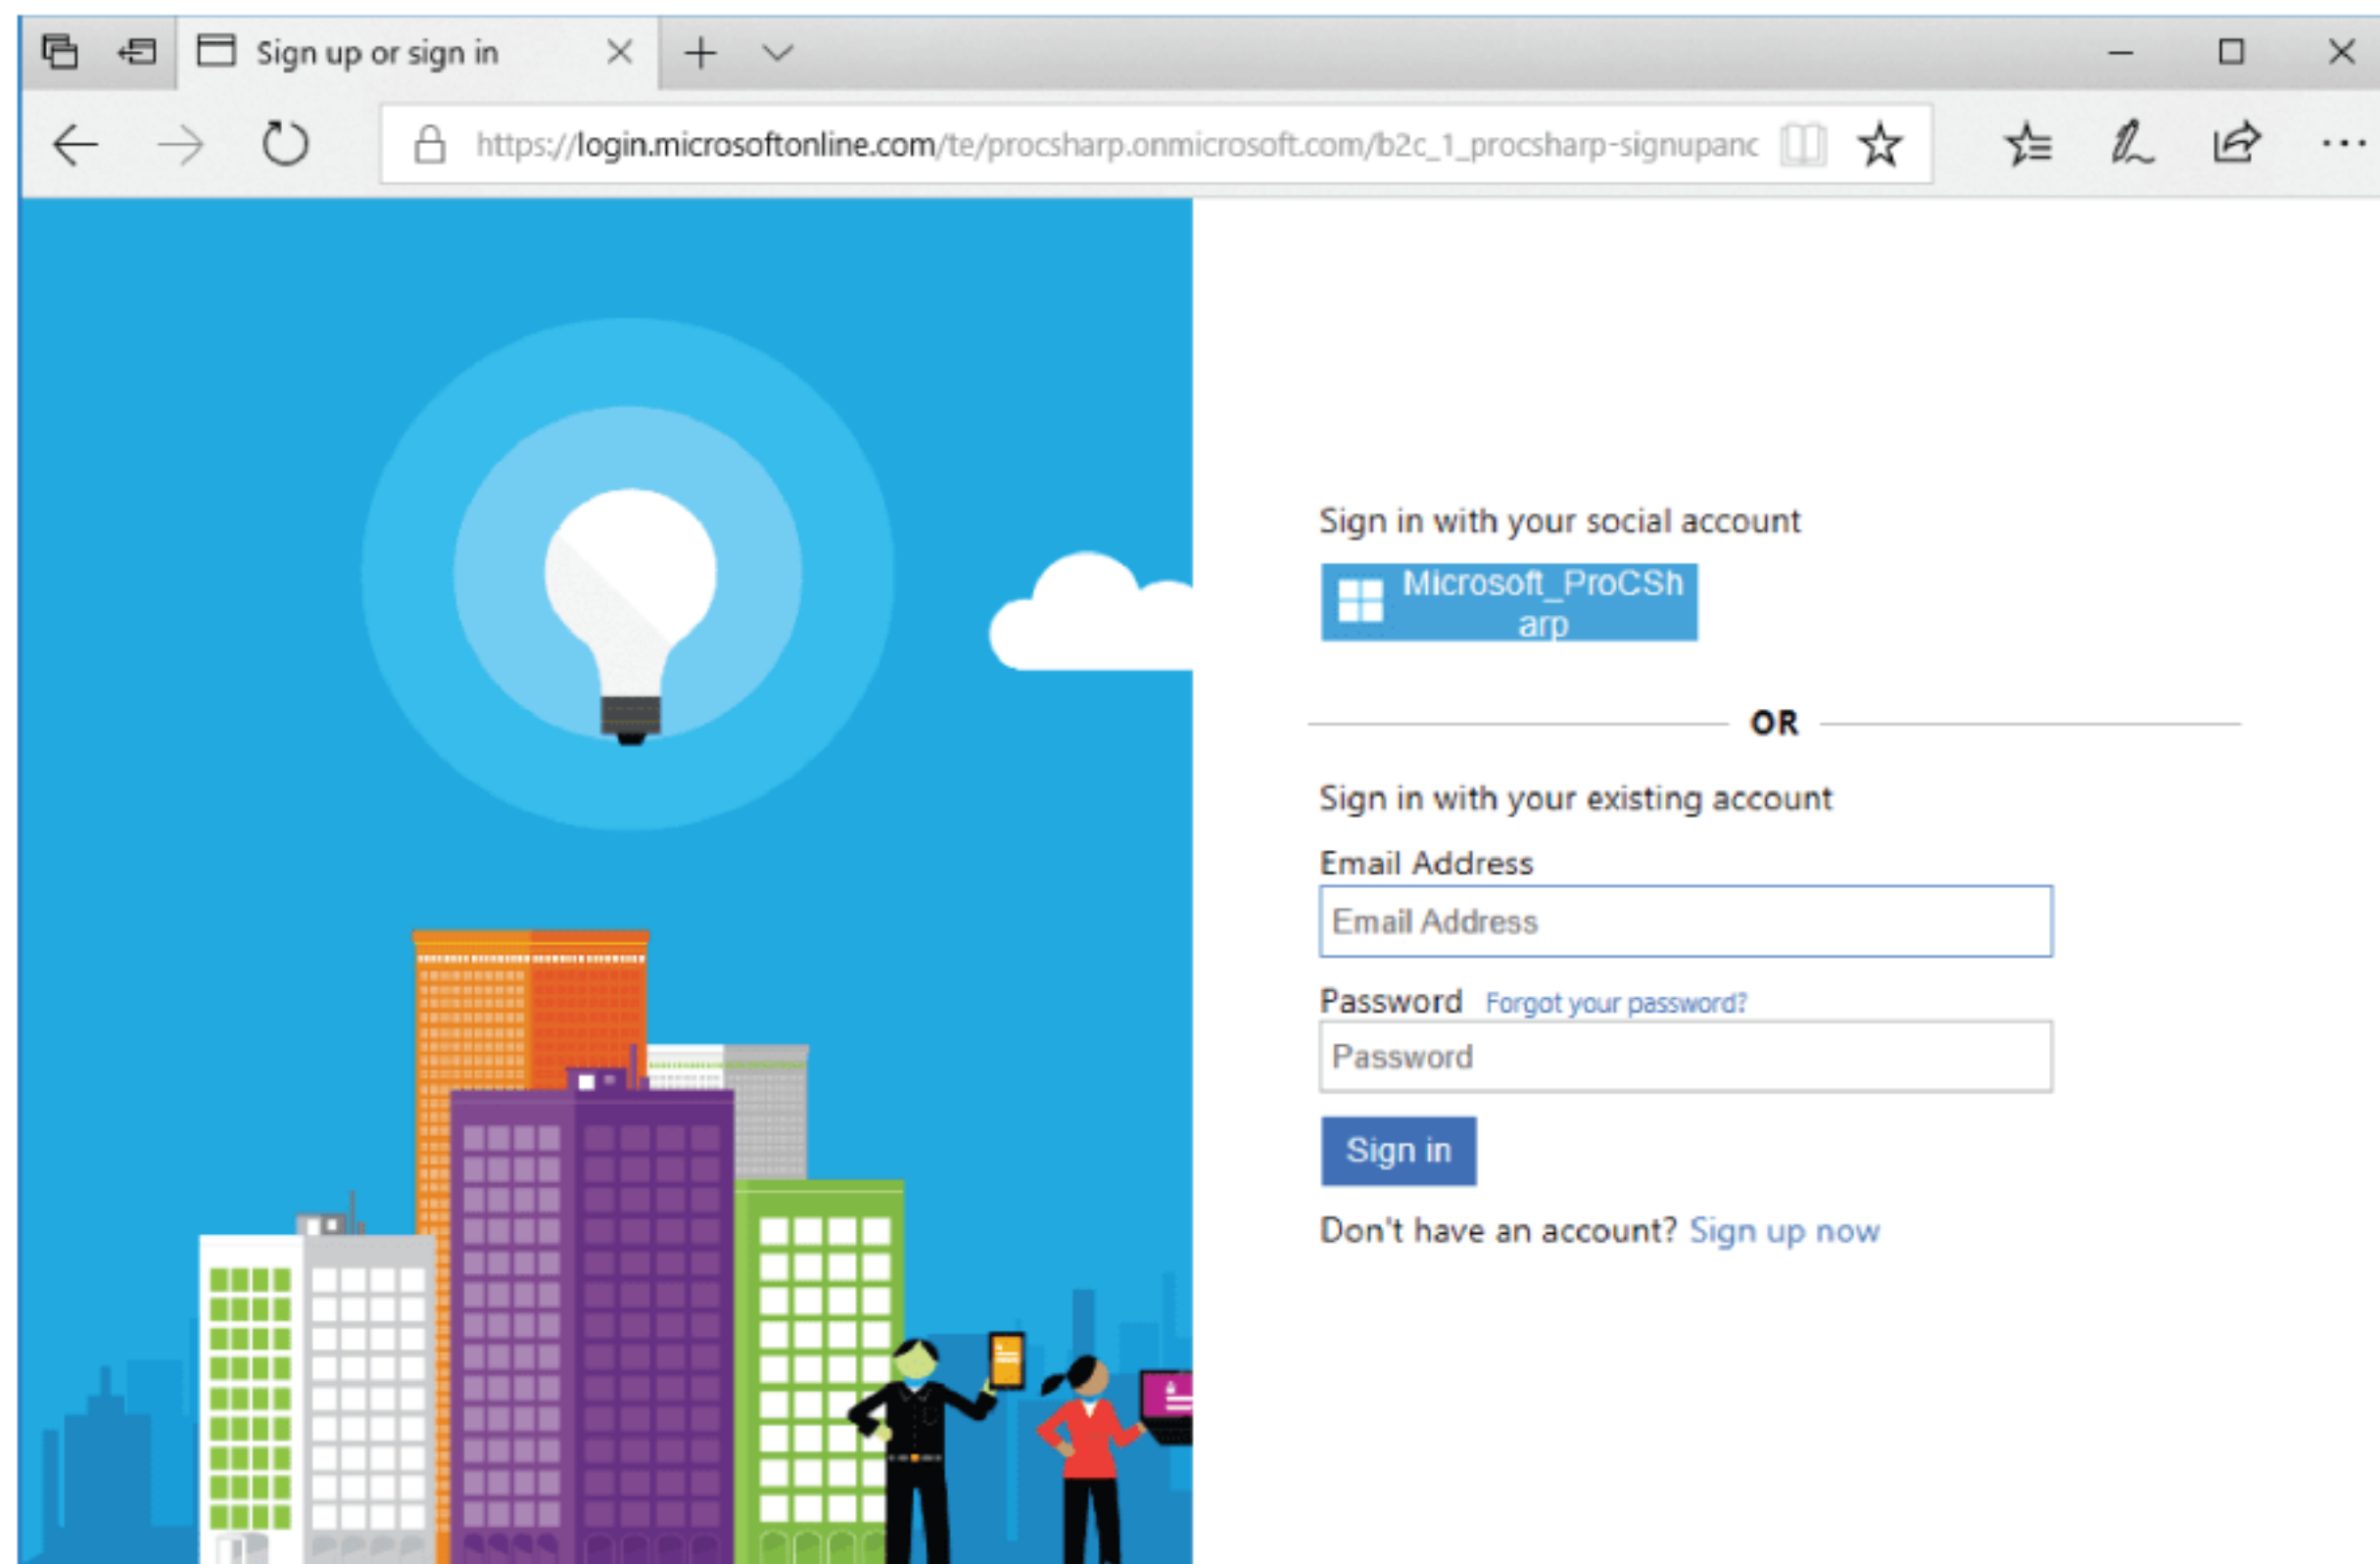 Sign up or sign in
https://login.microsoftonline.com/te/procsharp.onmicrosoft.com/b2c_1_procsharp-signupanc
Sign in with your social account
Microsoft_ProCSh
arp
OR
Sign in with your existing account
Email Address
Email Address
Password Forgot your password?
Password
Sign in
Don't have an account? Sign up now